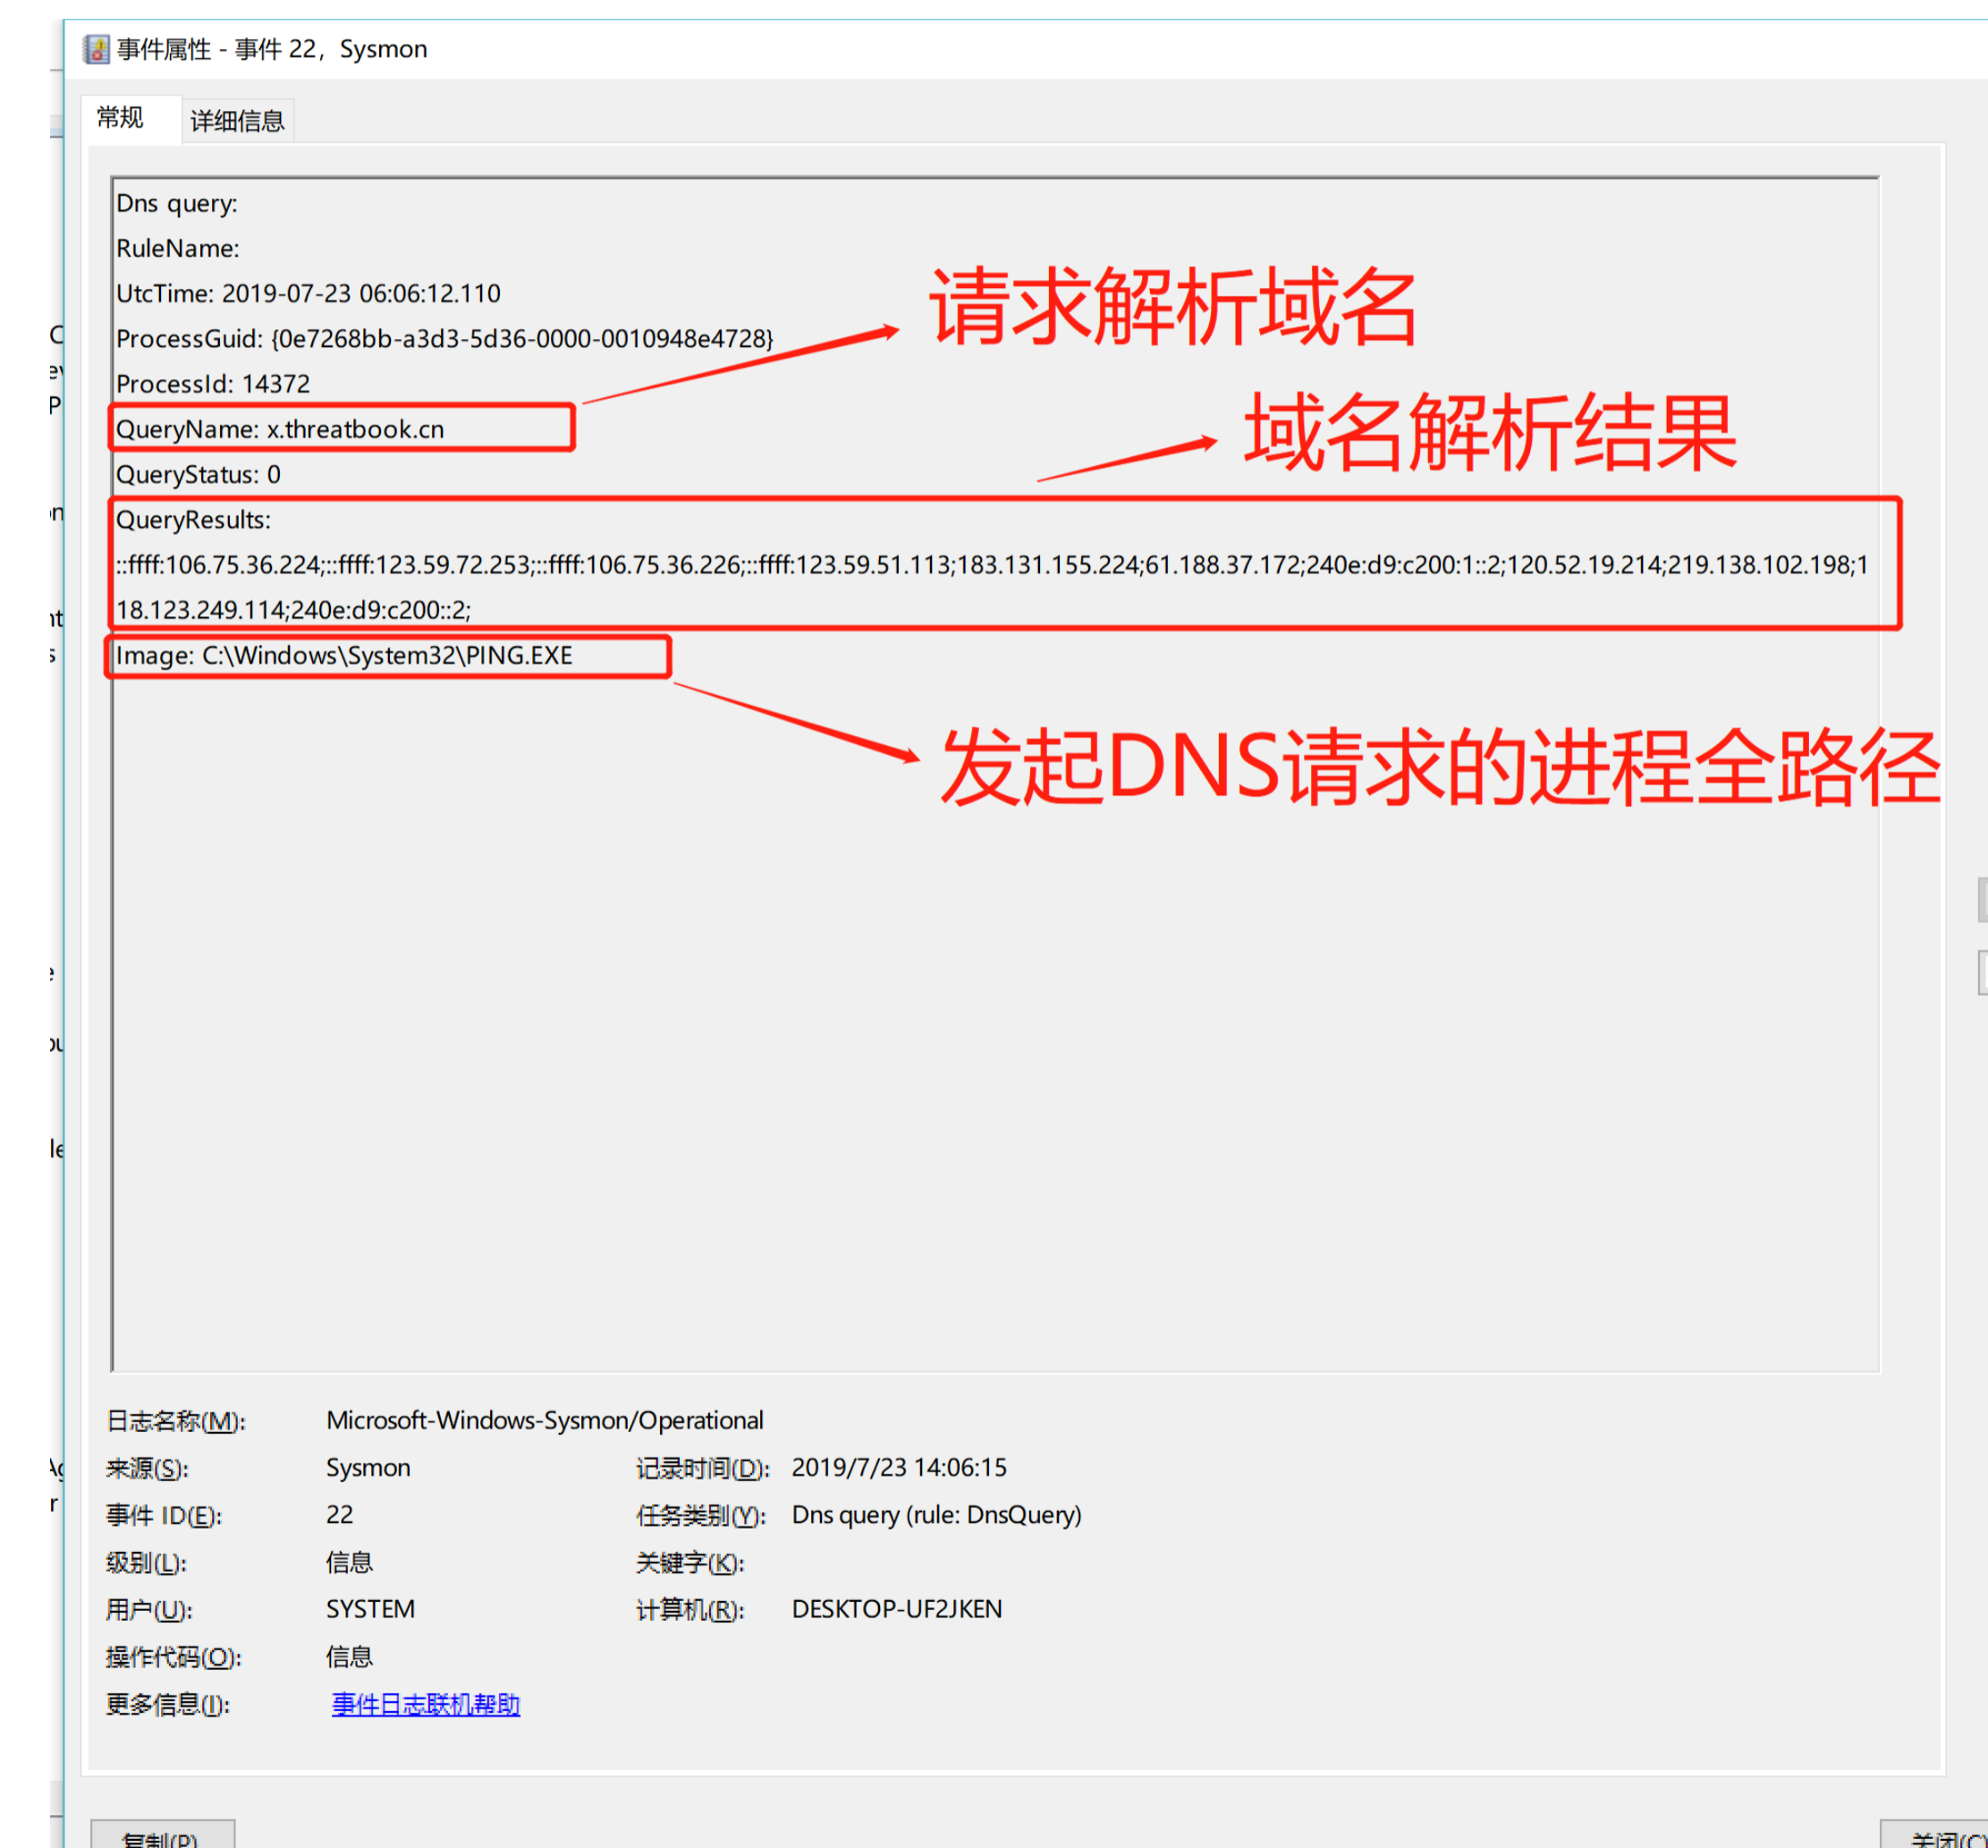 事件属性 - 事件 22，Sysmon
常规
详细信息
Dns query:
RuleName:
UtcTime: 2019-07-23 06:06:12.110
ProcessGuid: {0e7268bb-a3d3-5d36-0000-0010948e4728}
ProcessId: 14372
QueryName: x.threatbook.cn
QueryStatus: 0
QueryResults:
::ffff:106.75.36.224;::ffff:123.59.72.253;::ffff:106.75.36.226;::ffff:123.59.51.113;183.131.155.224;61.188.37.172;240e:d9:c200:1::2;120.52.19.214;219.138.102.198;1
18.123.249.114;240e:d9:c200::2;
Image: C:\Windows\System32\PING.EXE
请求解析域名
域名解析结果
发起DNS请求的进程全路径
日志名称(M): Microsoft-Windows-Sysmon/Operational
来源(S): Sysmon 记录时间(D): 2019/7/23 14:06:15
事件 ID(E): 22 任务类别(Y): Dns query (rule: DnsQuery)
级别(L): 信息 关键字(K):
用户(U): SYSTEM 计算机(R): DESKTOP-UF2JKEN
操作代码(O): 信息
更多信息(I): 事件日志联机帮助
复制(P)
关闭(C)